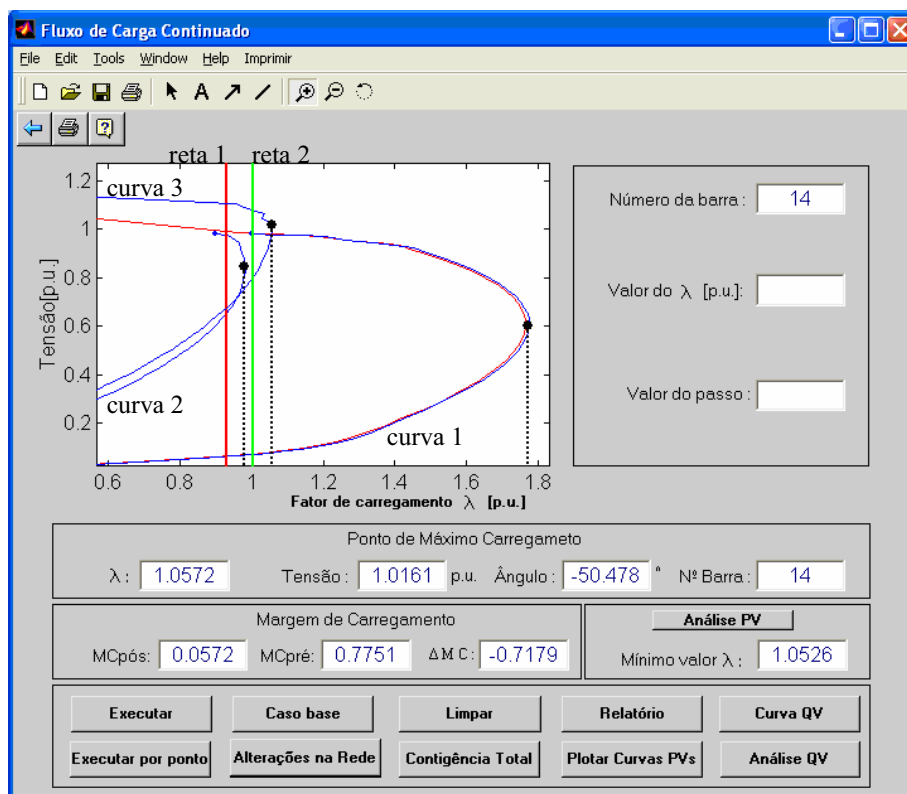 Fluxo de Carga Continuado
File Edit Tools Window Help Imprimir
A
?
reta 1 reta 2
1.2
curva 3
1
0.8
0.6
0.4
curva 2
0.2
curva 1
Tensão[p.u.]
0.6 0.8 1 1.2 1.4 1.6 1.8
Fator de carregamento λ [p.u.]
Número da barra : 14
Valor do λ [p.u.]:
Valor do passo :
Ponto de Máximo Carregameto
λ : 1.0572 Tensão : 1.0161 p.u. Ângulo : -50.478 º Nº Barra : 14
Margem de Carregamento
MCpós: 0.0572 MCpré: 0.7751 ΔMC: -0.7179
Análise PV
Mínimo valor λ : 1.0526
Executar Caso base Limpar Relatório Curva QV
Executar por ponto Alterações na Rede Contigência Total Plotar Curvas PVs Análise QV